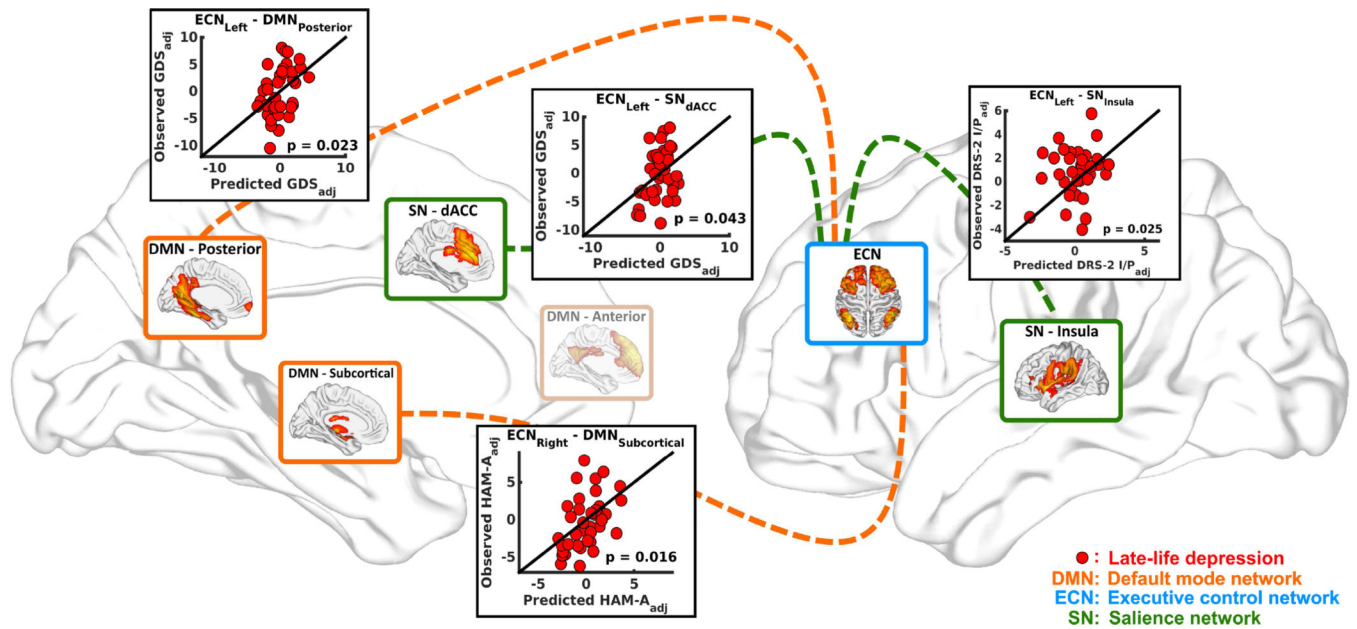 ECN_Left - DMN_Posterior
Observed GDS_adj
10
5
0
-5
-10
p = 0.023
0
10
Predicted GDS_adj
ECN_Left - SN_dACC
Observed GDS_adj
10
5
0
-5
-10
p = 0.043
-10
0
10
Predicted GDS_adj
ECN_Left - SN_Insula
Observed DRS-2 I/P_adj
6
4
2
0
-2
-4
p = 0.025
-5
0
5
Predicted DRS-2 I/P_adj
SN - dACC
DMN - Posterior
ECN
DMN - Anterior
SN - Insula
DMN - Subcortical
ECN_Right - DMN_Subcortical
Observed HAM-A_adj
5
0
-5
p = 0.016
-5
0
5
Predicted HAM-A_adj
: Late-life depression
DMN: Default mode network
ECN: Executive control network
SN: Salience network